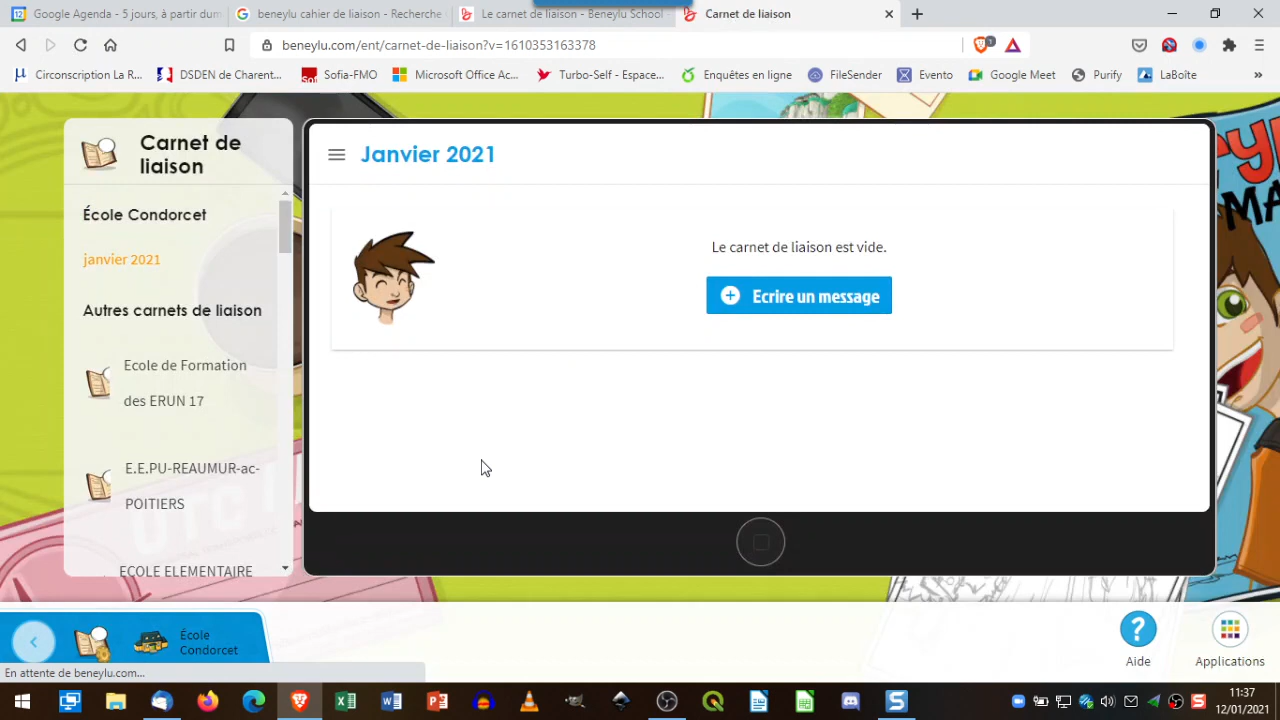 Google Agenda - 5 jours, à partir dum
beneylu cahier de liaison - Recherche
Le carnet de liaison - Beneylu School -
Carnet de liaison
beneylu.com/ent/carnet-de-liaison?v=1610353163378
Circonscription La R...
DSDEN de Charent...
Sofia-FMO
Microsoft Office Ac...
Turbo-Self - Espace...
Enquêtes en ligne
FileSender
Evento
Google Meet
Purify
LaBoîte
Carnet de
liaison
Janvier 2021
École Condorcet
janvier 2021
Le carnet de liaison est vide.
Ecrire un message
Autres carnets de liaison
Ecole de Formation
des ERUN 17
E.E.PU-REAUMUR-ac-
POITIERS
ECOLE ELEMENTAIRE
École
Condorcet
Aide
Applications
En attente de beneylu.com...
11:37
12/01/2021